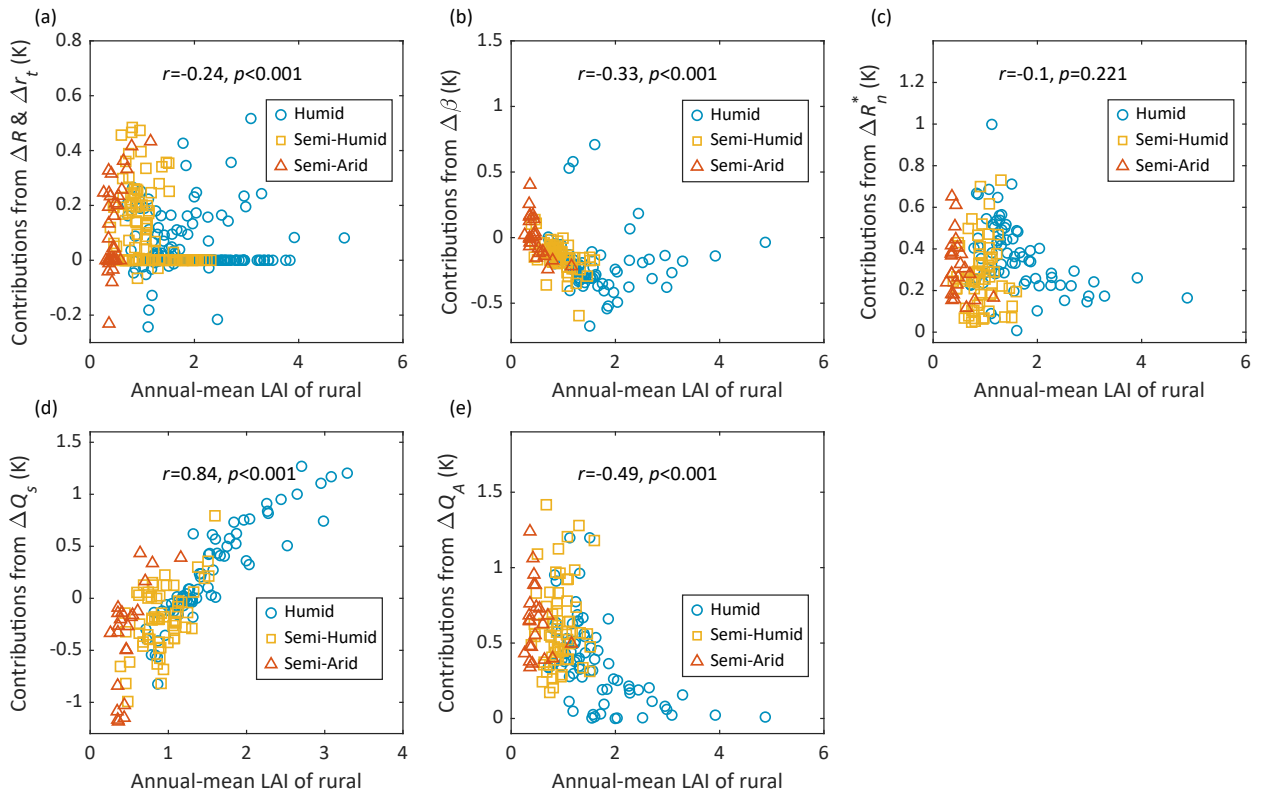 (a)
0.8
0.6
0.4
0.2
0
-0.2
0
2
4
6
Contributions from ΔR & Δr_t (K)
Annual-mean LAI of rural
r=-0.24, p<0.001
Humid
Semi-Humid
Semi-Arid
(b)
1.5
1
0.5
0
-0.5
0
2
4
6
Contributions from Δβ (K)
Annual-mean LAI of rural
r=-0.33, p<0.001
Humid
Semi-Humid
Semi-Arid
(c)
1.2
1
0.8
0.6
0.4
0.2
0
0
2
4
6
Contributions from ΔR_n^* (K)
Annual-mean LAI of rural
r=-0.1, p=0.221
Humid
Semi-Humid
Semi-Arid
(d)
1.5
1
0.5
0
-0.5
-1
0
1
2
3
4
Contributions from ΔQ_s (K)
Annual-mean LAI of rural
r=0.84, p<0.001
Humid
Semi-Humid
Semi-Arid
(e)
1.5
1
0.5
0
0
2
4
6
Contributions from ΔQ_A (K)
Annual-mean LAI of rural
r=-0.49, p<0.001
Humid
Semi-Humid
Semi-Arid